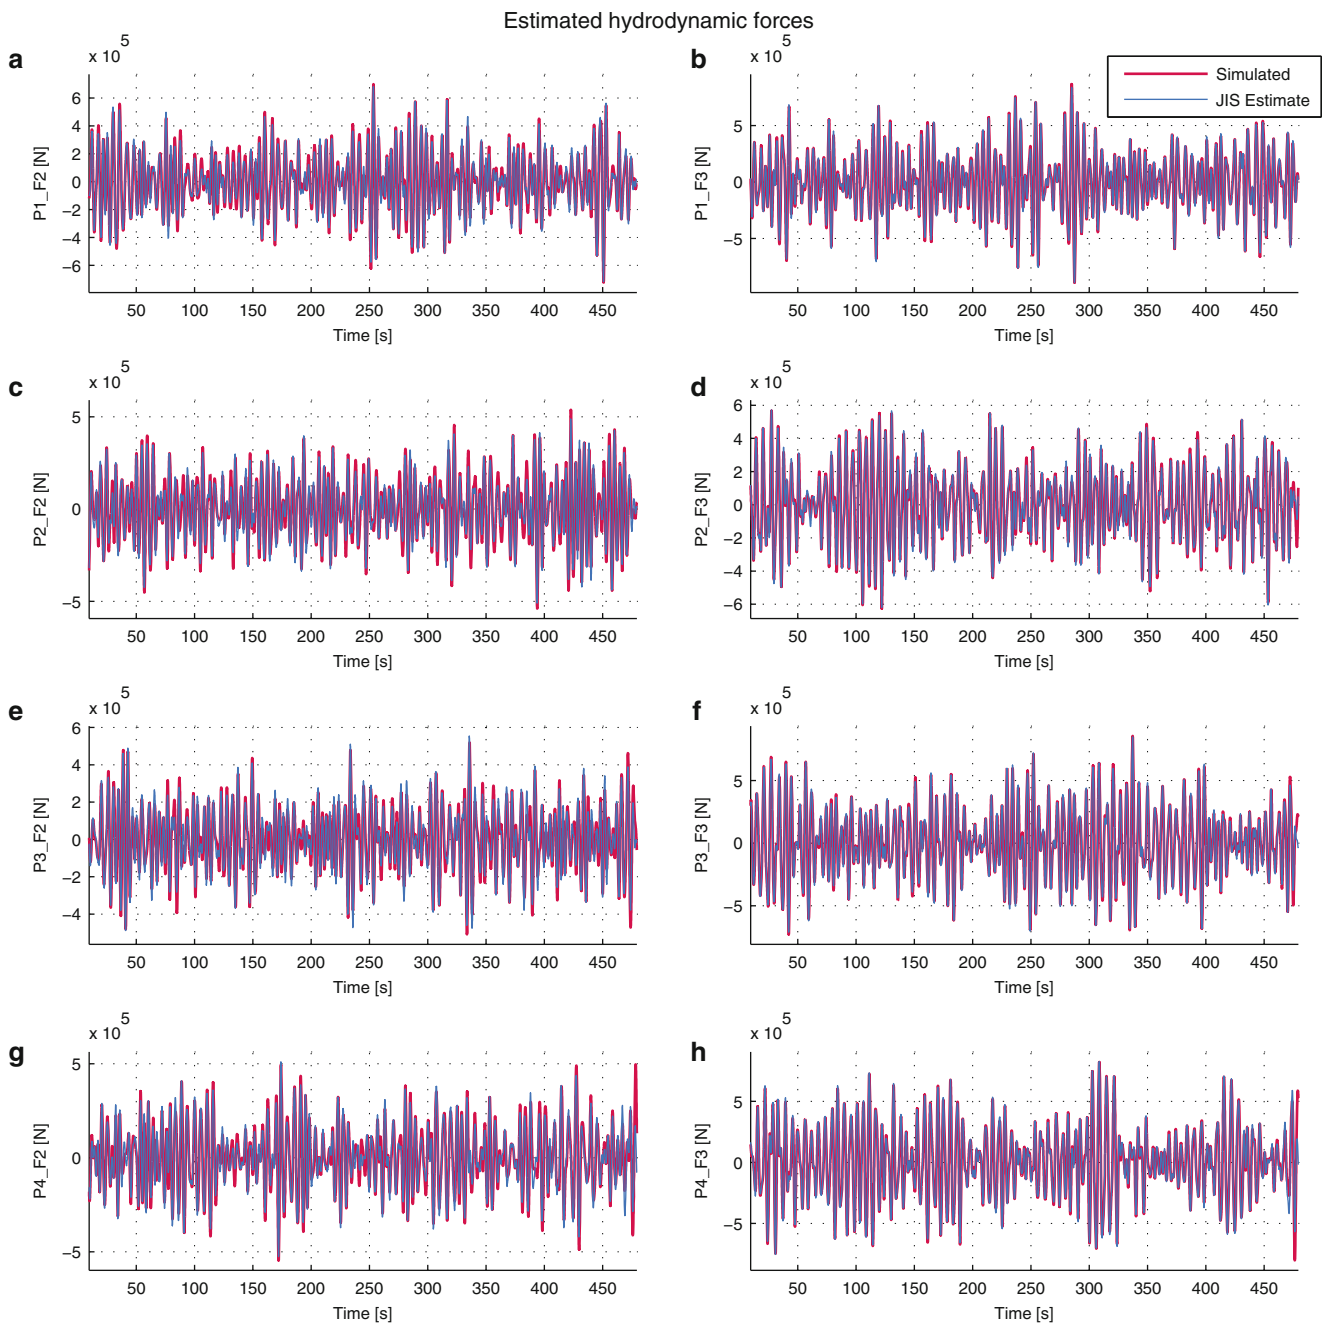 Estimated hydrodynamic forces
a
x 10^5
P1_F2 [N]
6
4
2
0
−2
−4
−6
50 100 150 200 250 300 350 400 450
Time [s]
b
x 10^5
Simulated
JIS Estimate
P1_F3 [N]
5
0
−5
50 100 150 200 250 300 350 400 450
Time [s]
c
x 10^5
P2_F2 [N]
5
0
−5
50 100 150 200 250 300 350 400 450
Time [s]
d
x 10^5
P2_F3 [N]
6
4
2
0
−2
−4
−6
50 100 150 200 250 300 350 400 450
Time [s]
e
x 10^5
P3_F2 [N]
6
4
2
0
−2
−4
50 100 150 200 250 300 350 400 450
Time [s]
f
x 10^5
P3_F3 [N]
5
0
−5
50 100 150 200 250 300 350 400 450
Time [s]
g
x 10^5
P4_F2 [N]
5
0
−5
50 100 150 200 250 300 350 400 450
Time [s]
h
x 10^5
P4_F3 [N]
5
0
−5
50 100 150 200 250 300 350 400 450
Time [s]